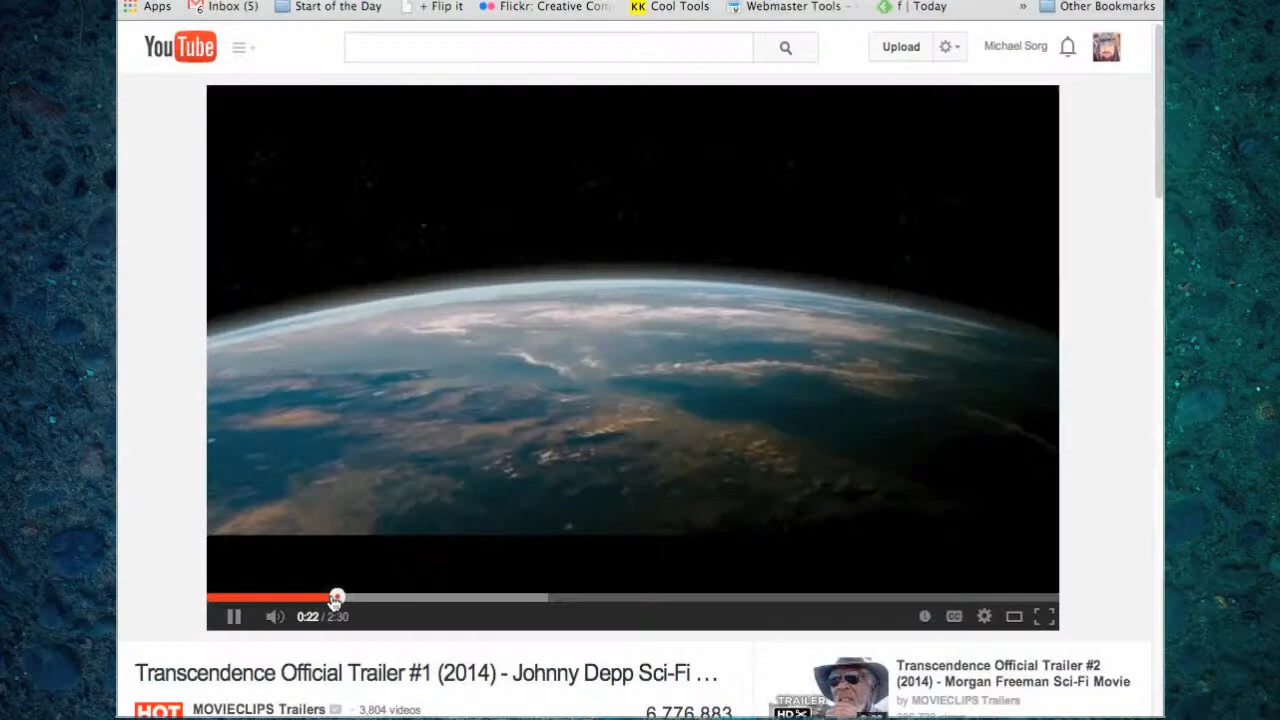 Apps 6 Inbox (5) Start of the Day + Flip it Flickr: Creative Com KK Cool Tools Webmaster Tools - f | Today » Other Bookmarks
YouTube Upload Michael Sorg
0:22 / 2:30 CC
Transcendence Official Trailer #1 (2014) - Johnny Depp Sci-Fi ...
HOT MOVIECLIPS Trailers 3,804 videos
6,776,883
TRAILER
HD
Transcendence Official Trailer #2
(2014) - Morgan Freeman Sci-Fi Movie
by MOVIECLIPS Trailers